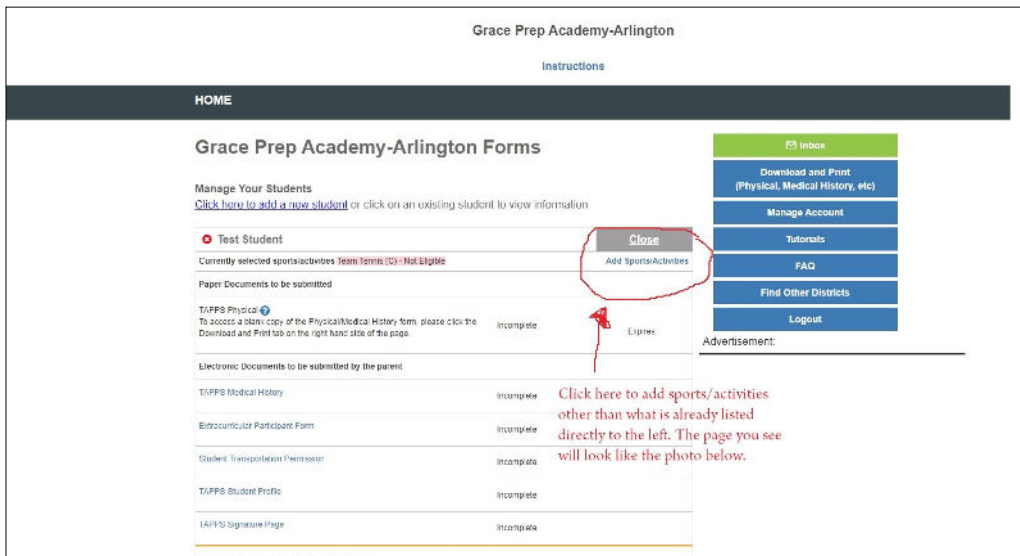 Grace Prep Academy-Arlington
Instructions
HOME
Grace Prep Academy-Arlington Forms
Manage Your Students
Click here to add a new student or click on an existing student to view information
Test Student
Close
Currently selected sports/activities Team Tennis (C) - Not Eligible
Add Sports/Activities
Paper Documents to be submitted
TAPPS Physical
To access a blank copy of the Physical/Medical History form, please click the
Download and Print tab on the right hand side of the page.
Incomplete
Expires
Electronic Documents to be submitted by the parent
TAPPS Medical History
Incomplete
Extracurricular Participant Form
Incomplete
Student Transportation Permission
Incomplete
TAPPS Student Profile
Incomplete
TAPPS Signature Page
Incomplete
Click here to add sports/activities
other than what is already listed
directly to the left. The page you see
will look like the photo below.
Inbox
Download and Print
(Physical, Medical History, etc)
Manage Account
Tutorials
FAQ
Find Other Districts
Logout
Advertisement: